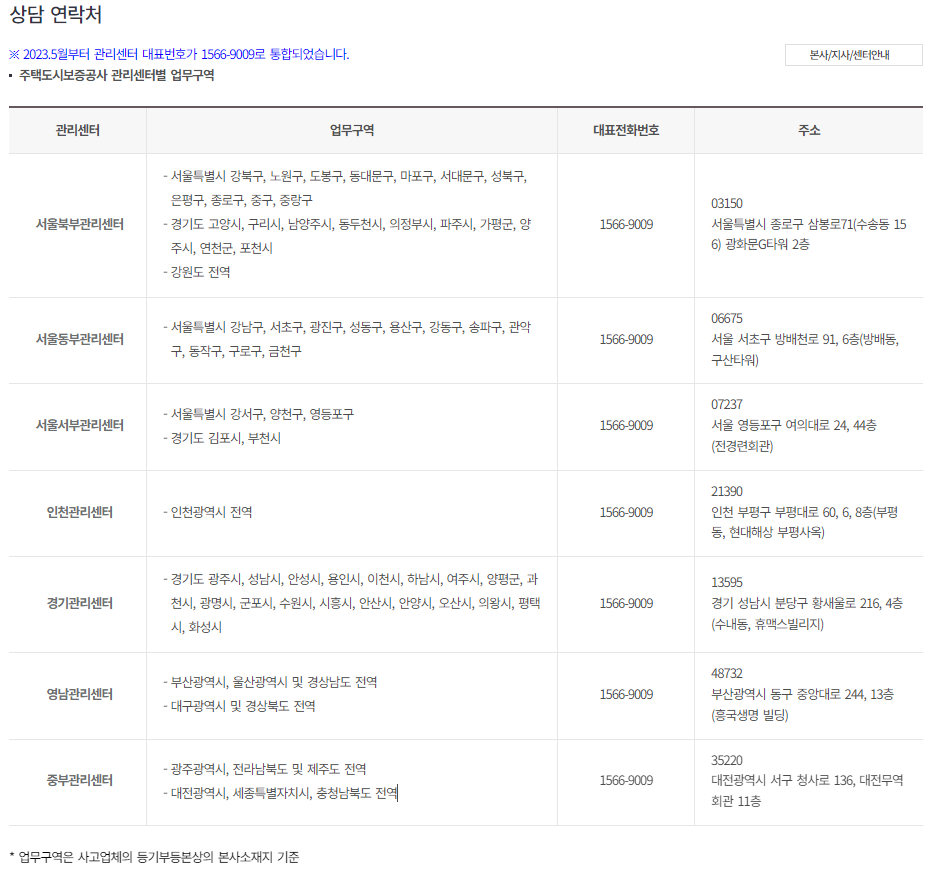 상담 연락처
※ 2023.5월부터 관리센터 대표번호가 1566-9009로 통합되었습니다.
본사/지사/센터안내
▪ 주택도시보증공사 관리센터별 업무구역
관리센터 업무구역 대표전화번호 주소
서울북부관리센터
- 서울특별시 강북구, 노원구, 도봉구, 동대문구, 마포구, 서대문구, 성북구,
은평구, 종로구, 중구, 중랑구
- 경기도 고양시, 구리시, 남양주시, 동두천시, 의정부시, 파주시, 가평군, 양
주시, 연천군, 포천시
- 강원도 전역
1566-9009
03150
서울특별시 종로구 삼봉로71(수송동 15
6) 광화문G타워 2층
서울동부관리센터
- 서울특별시 강남구, 서초구, 광진구, 성동구, 용산구, 강동구, 송파구, 관악
구, 동작구, 구로구, 금천구
1566-9009
06675
서울 서초구 방배천로 91, 6층(방배동,
구산타워)
서울서부관리센터
- 서울특별시 강서구, 양천구, 영등포구
- 경기도 김포시, 부천시
1566-9009
07237
서울 영등포구 여의대로 24, 44층
(전경련회관)
인천관리센터
- 인천광역시 전역
1566-9009
21390
인천 부평구 부평대로 60, 6, 8층(부평
동, 현대해상 부평사옥)
경기관리센터
- 경기도 광주시, 성남시, 안성시, 용인시, 이천시, 하남시, 여주시, 양평군, 과
천시, 광명시, 군포시, 수원시, 시흥시, 안산시, 안양시, 오산시, 의왕시, 평택
시, 화성시
1566-9009
13595
경기 성남시 분당구 황새울로 216, 4층
(수내동, 휴맥스빌리지)
영남관리센터
- 부산광역시, 울산광역시 및 경상남도 전역
- 대구광역시 및 경상북도 전역
1566-9009
48732
부산광역시 동구 중앙대로 244, 13층
(흥국생명 빌딩)
중부관리센터
- 광주광역시, 전라남북도 및 제주도 전역
- 대전광역시, 세종특별자치시, 충청남북도 전역
1566-9009
35220
대전광역시 서구 청사로 136, 대전무역
회관 11층
* 업무구역은 사고업체의 등기부등본상의 본사소재지 기준